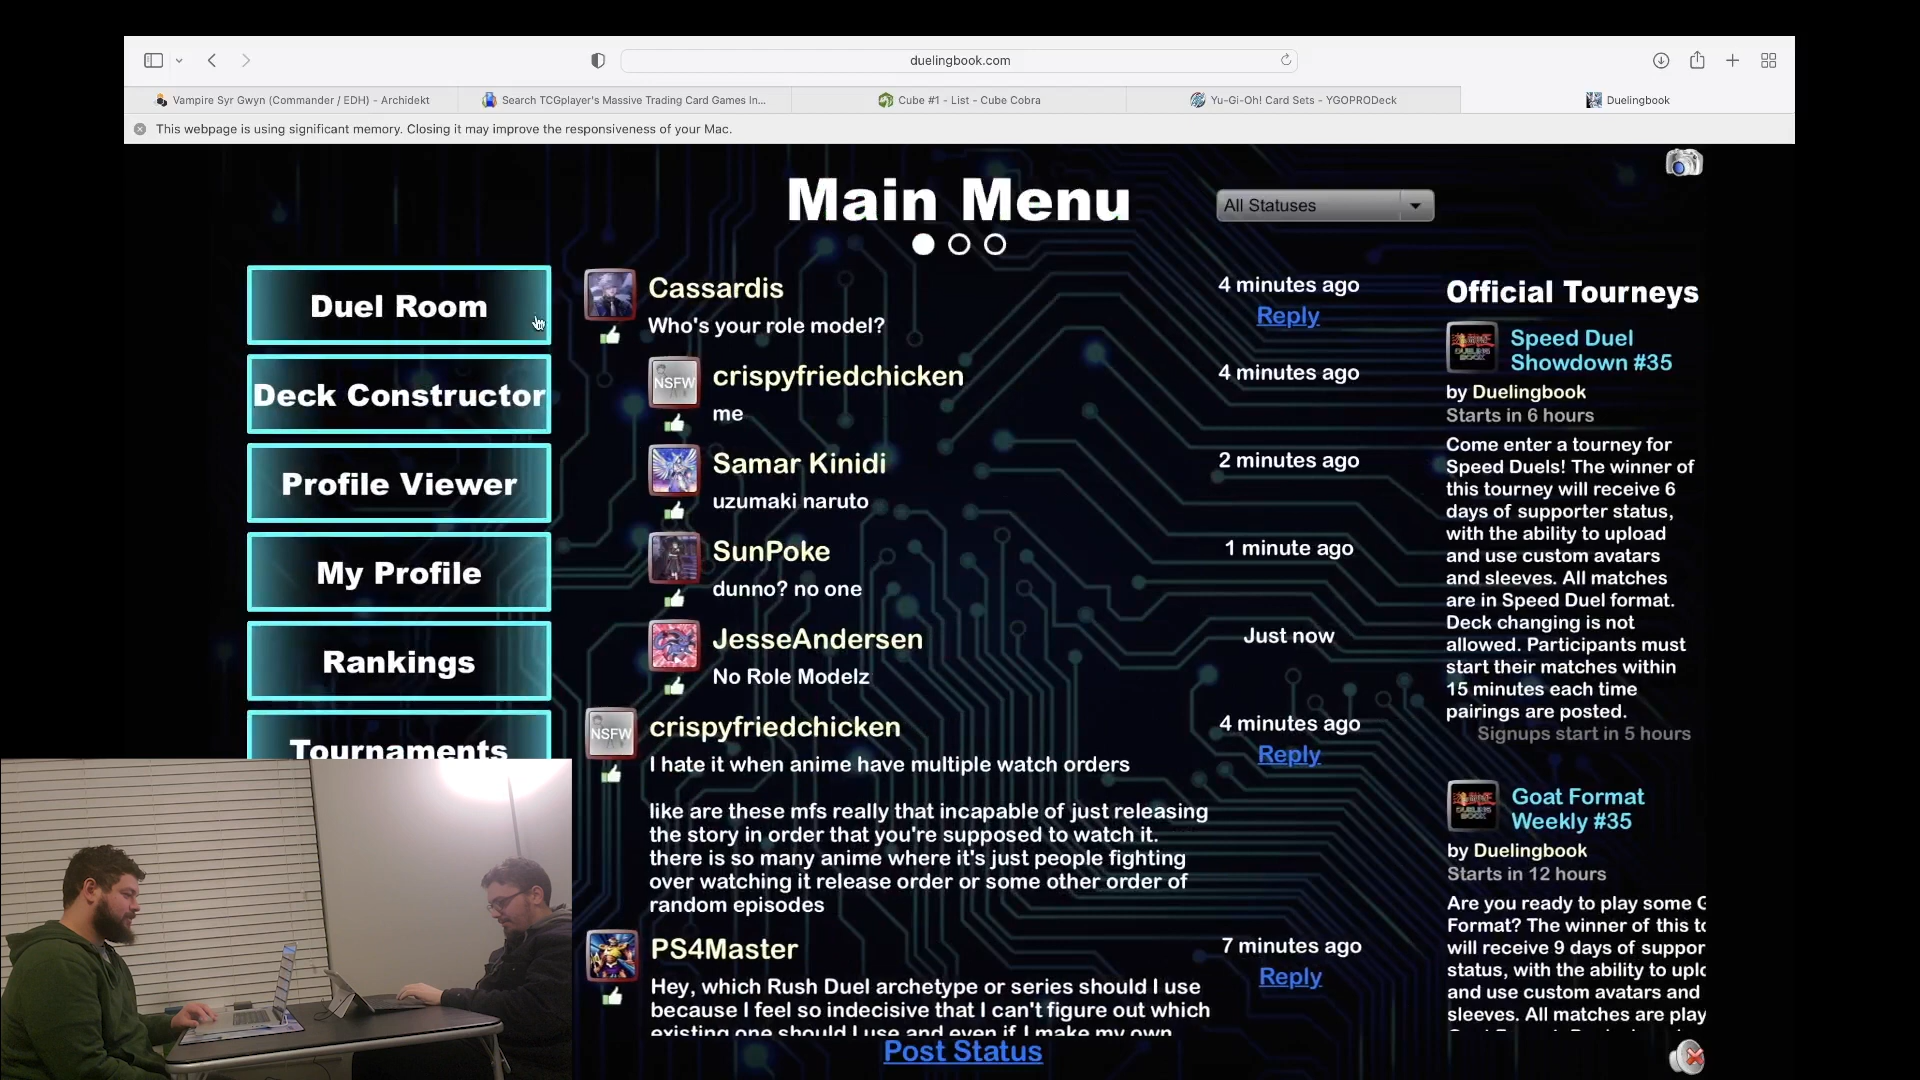 duelingbook.com
Vampire Syr Gwyn (Commander / EDH) - Archidekt
Search TCGplayer's Massive Trading Card Games In...
Cube #1 - List - Cube Cobra
Yu-Gi-Oh! Card Sets - YGOPRODeck
Duelingbook
This webpage is using significant memory. Closing it may improve the responsiveness of your Mac.
Main Menu
All Statuses
Duel Room
Deck Constructor
Profile Viewer
My Profile
Rankings
Tournaments
Cassardis
4 minutes ago
Who's your role model?
Reply
NSFW
crispyfriedchicken
4 minutes ago
me
Samar Kinidi
2 minutes ago
uzumaki naruto
SunPoke
1 minute ago
dunno? no one
JesseAndersen
Just now
No Role Modelz
NSFW
crispyfriedchicken
4 minutes ago
I hate it when anime have multiple watch orders
Reply
like are these mfs really that incapable of just releasing
the story in order that you're supposed to watch it.
there is so many anime where it's just people fighting
over watching it release order or some other order of
random episodes
PS4Master
7 minutes ago
Hey, which Rush Duel archetype or series should I use
Reply
because I feel so indecisive that I can't figure out which
existing one should I use and even if I make my own
Post Status
Official Tourneys
Speed Duel
Showdown #35
by Duelingbook
Starts in 6 hours
Come enter a tourney for
Speed Duels! The winner of
this tourney will receive 6
days of supporter status,
with the ability to upload
and use custom avatars
and sleeves. All matches
are in Speed Duel format.
Deck changing is not
allowed. Participants must
start their matches within
15 minutes each time
pairings are posted.
Signups start in 5 hours
Goat Format
Weekly #35
by Duelingbook
Starts in 12 hours
Are you ready to play some G
Format? The winner of this to
will receive 9 days of suppor
status, with the ability to uplo
and use custom avatars and
sleeves. All matches are play